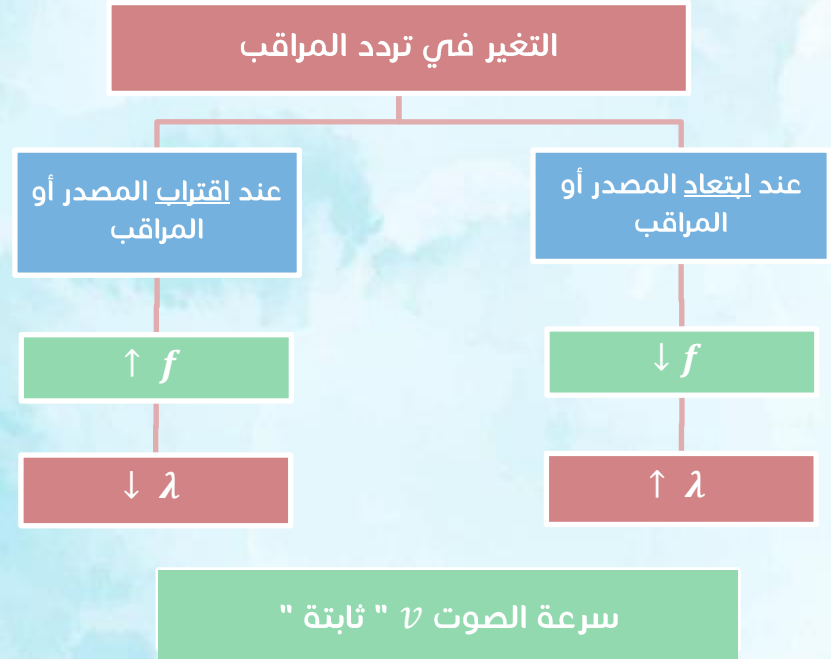 التغير في تردد المراقب
عند ابتعاد المصدر أو
المراقب
↓ f
↑ λ
عند اقتراب المصدر أو
المراقب
↑ f
↓ λ
سرعة الصوت v " ثابتة "